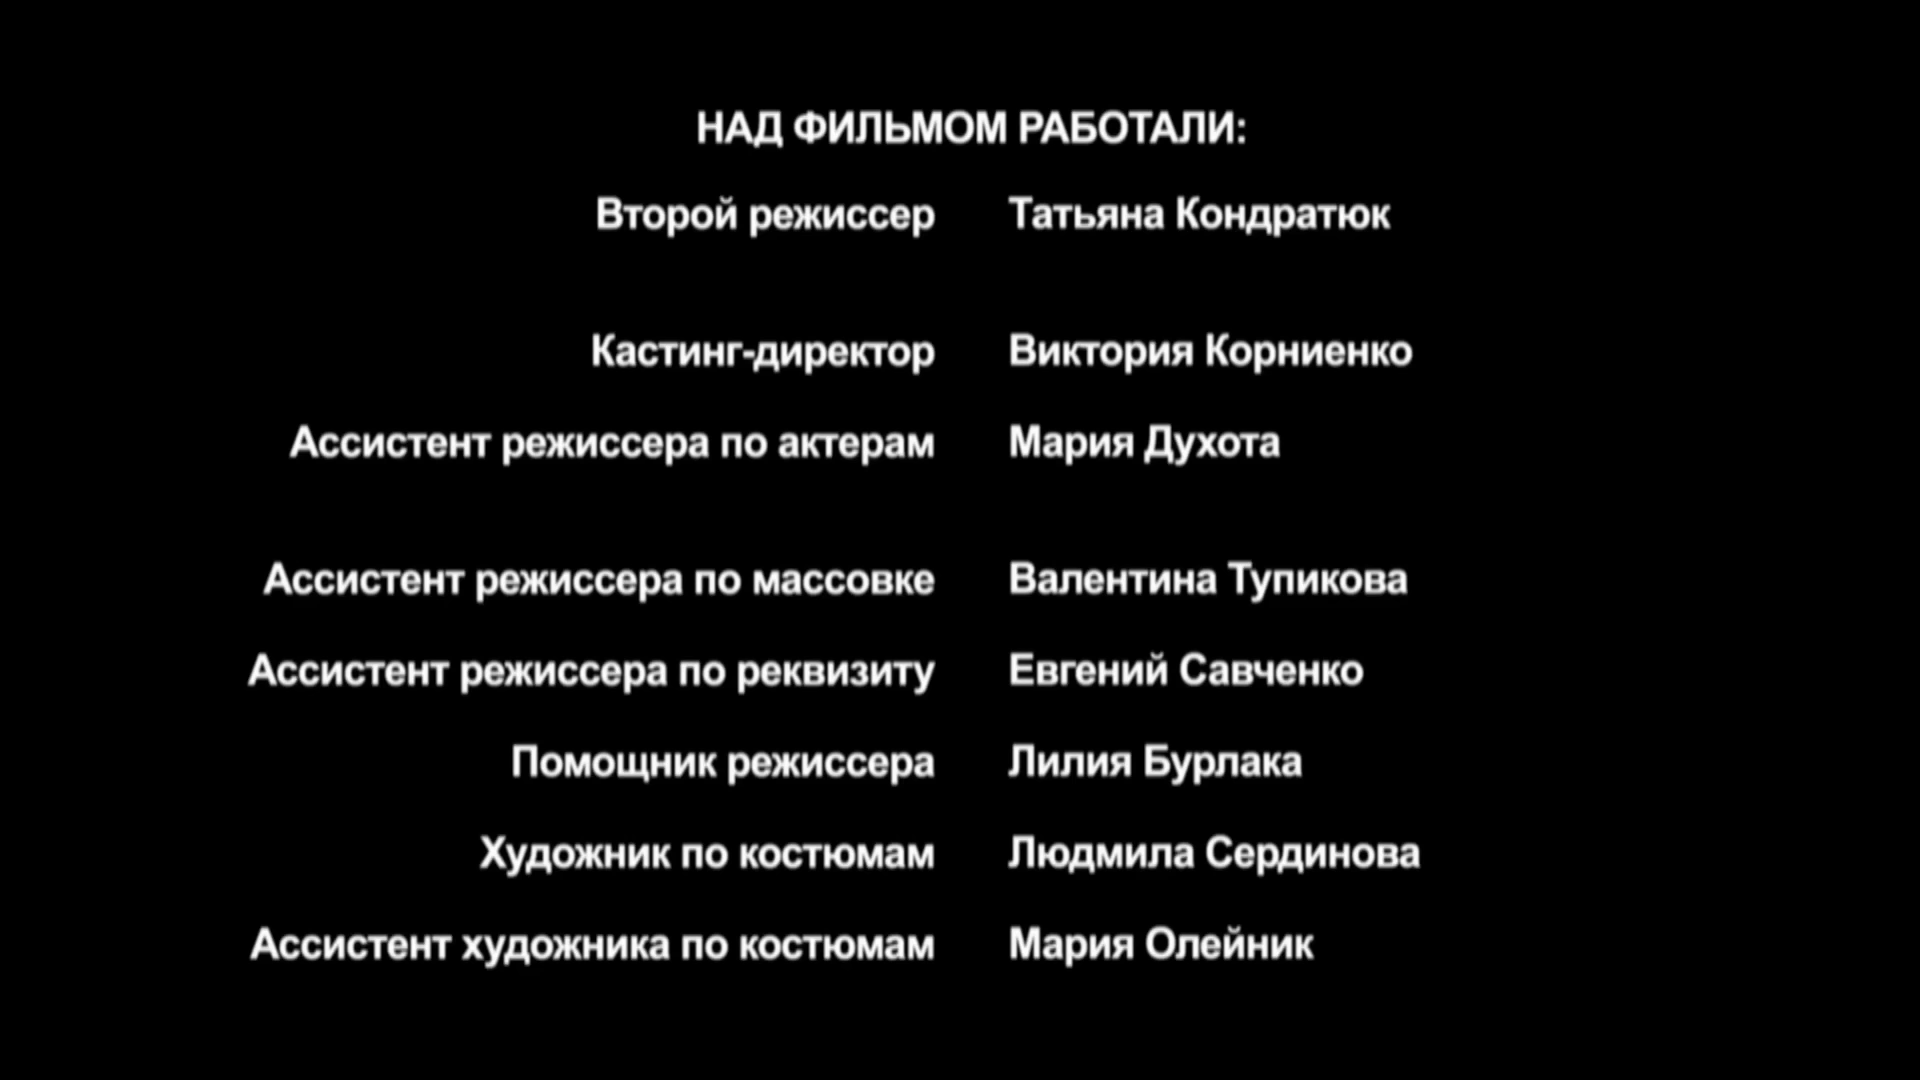 НАД ФИЛЬМОМ РАБОТАЛИ:
Второй режиссер Татьяна Кондратюк
Кастинг-директор Виктория Корниенко
Ассистент режиссера по актерам Мария Духота
Ассистент режиссера по массовке Валентина Тупикова
Ассистент режиссера по реквизиту Евгений Савченко
Помощник режиссера Лилия Бурлака
Художник по костюмам Людмила Сердинова
Ассистент художника по костюмам Мария Олейник